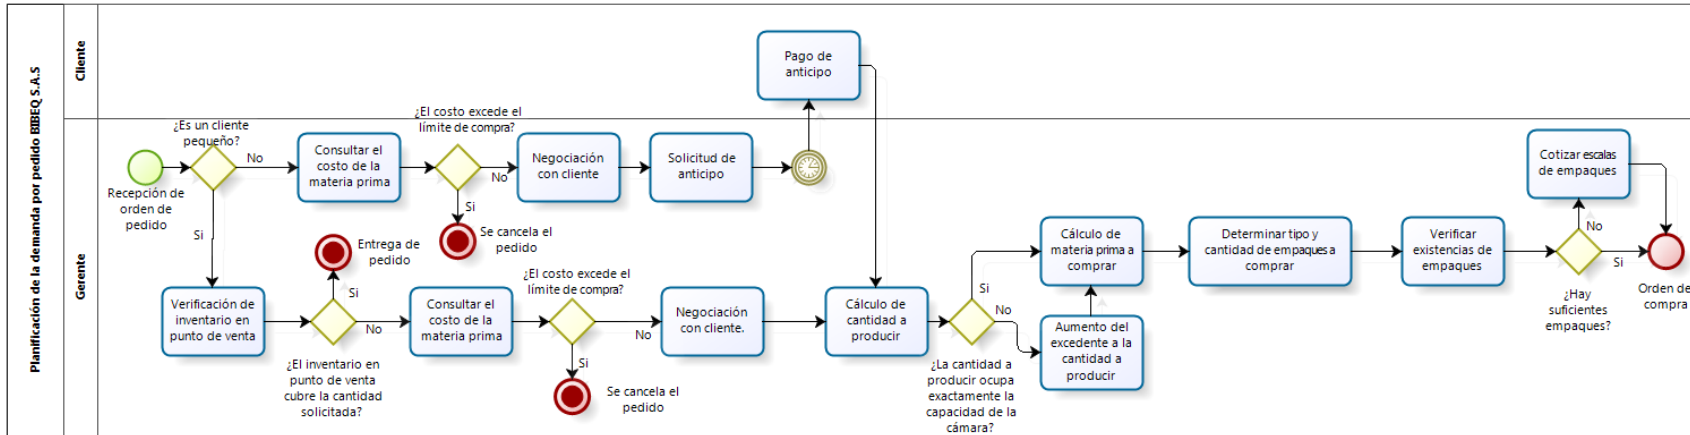 Planificación de la demanda por pedido BIBEQ S.A.S
Cliente
Gerente
Pago de
anticipo
¿Es un cliente
pequeño?
¿El costo excede el
límite de compra?
Recepción de
orden de
pedido
No
Si
Consultar el
costo de la
materia prima
No
Si
Se cancela el
pedido
Negociación
con cliente
Solicitud de
anticipo
Verificación de
inventario en
punto de venta
Entrega de
pedido
Si
No
¿El inventario en
punto de venta
cubre la cantidad
solicitada?
Consultar el
costo de la
materia prima
¿El costo excede el
límite de compra?
No
Si
Se cancela el
pedido
Negociación
con cliente.
Cálculo de
cantidad a
producir
Si
No
¿La cantidad a
producir ocupa
exactamente la
capacidad de la
cámara?
Aumento del
excedente a la
cantidad a
producir
Cálculo de
materia prima a
comprar
Determinar tipo y
cantidad de empaques a
comprar
Verificar
existencias de
empaques
¿Hay
suficientes
empaques?
No
Si
Cotizar escalas
de empaques
Orden de
compra